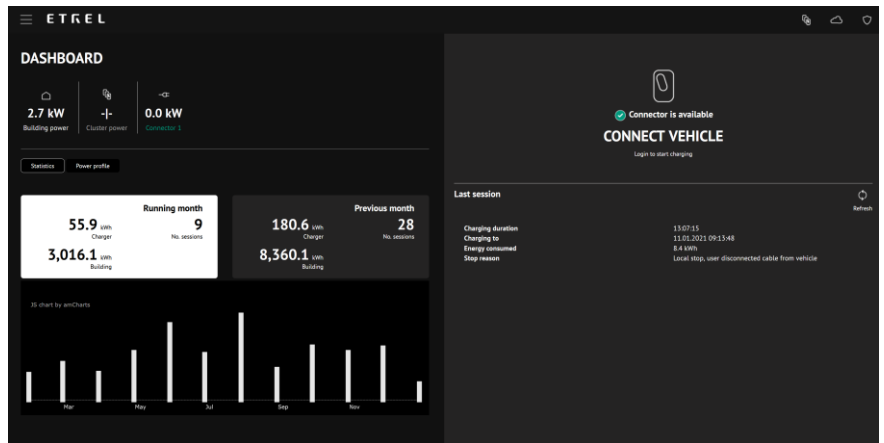 ETREL
DASHBOARD
2.7 kW
Building power
-|-
Cluster power
0.0 kW
Connector 1
Statistics
Power profile
Running month
55.9 kWh
Charger
9
No. sessions
3,016.1 kWh
Building
Previous month
180.6 kWh
Charger
28
No. sessions
8,360.1 kWh
Building
JS chart by amCharts
Mar May Jul Sep Nov
Connector is available
CONNECT VEHICLE
Login to start charging
Last session
Refresh
Charging duration 13:07:15
Charging to 11.01.2021 09:13:48
Energy consumed 8.4 kWh
Stop reason Local stop, user disconnected cable from vehicle